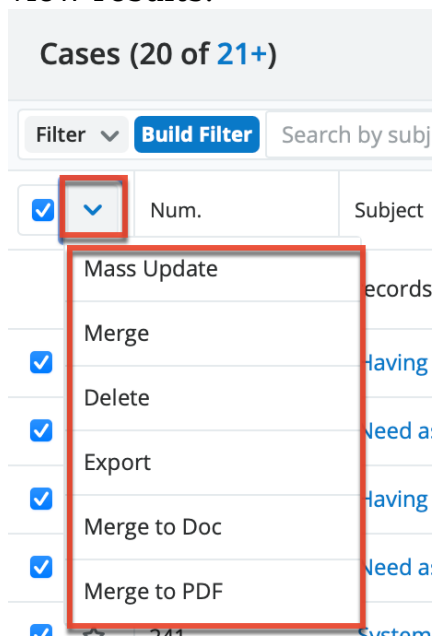 Cases (20 of 21+)
Filter Build Filter Search by subj
Num. Subject
Mass Update
ecords
Merge
Having
Delete
Need as
Export
Having
Merge to Doc
Need as
Merge to PDF
241 System